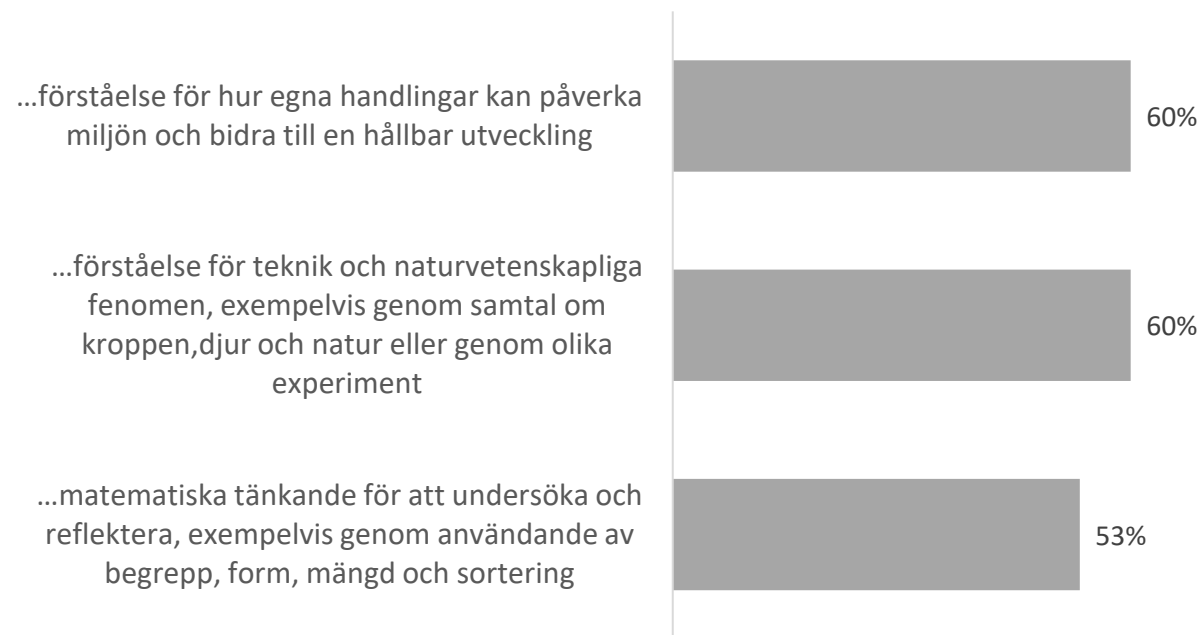 ...förståelse för hur egna handlingar kan påverka
miljön och bidra till en hållbar utveckling
60%
...förståelse för teknik och naturvetenskapliga
fenomen, exempelvis genom samtal om
kroppen,djur och natur eller genom olika
experiment
60%
...matematiska tänkande för att undersöka och
reflektera, exempelvis genom användande av
begrepp, form, mängd och sortering
53%